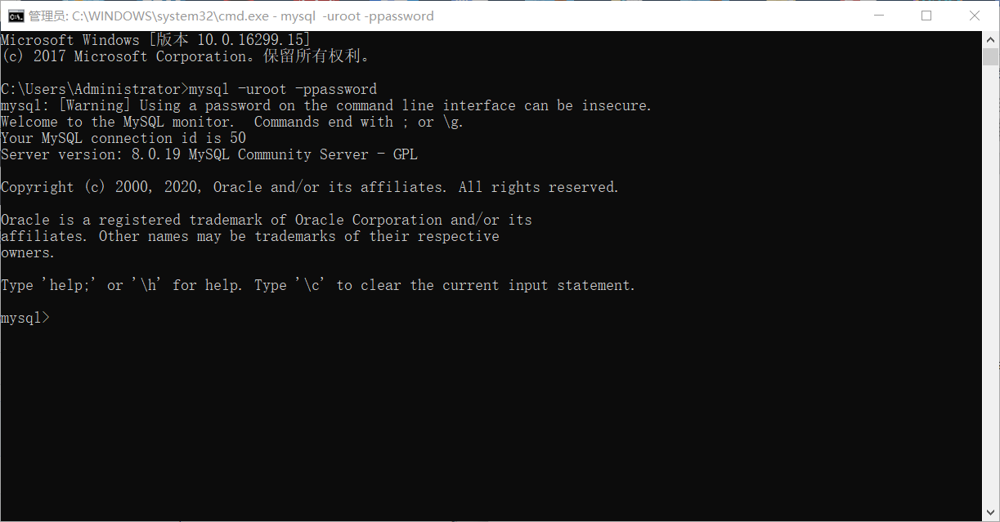 管理员: C:\WINDOWS\system32\cmd.exe - mysql  -uroot -ppassword
Microsoft Windows [版本 10.0.16299.15]
(c) 2017 Microsoft Corporation。保留所有权利。
C:\Users\Administrator>mysql -uroot -ppassword
mysql: [Warning] Using a password on the command line interface can be insecure.
Welcome to the MySQL monitor.  Commands end with ; or \g.
Your MySQL connection id is 50
Server version: 8.0.19 MySQL Community Server - GPL
Copyright (c) 2000, 2020, Oracle and/or its affiliates. All rights reserved.
Oracle is a registered trademark of Oracle Corporation and/or its
affiliates. Other names may be trademarks of their respective
owners.
Type 'help;' or '\h' for help. Type '\c' to clear the current input statement.
mysql>